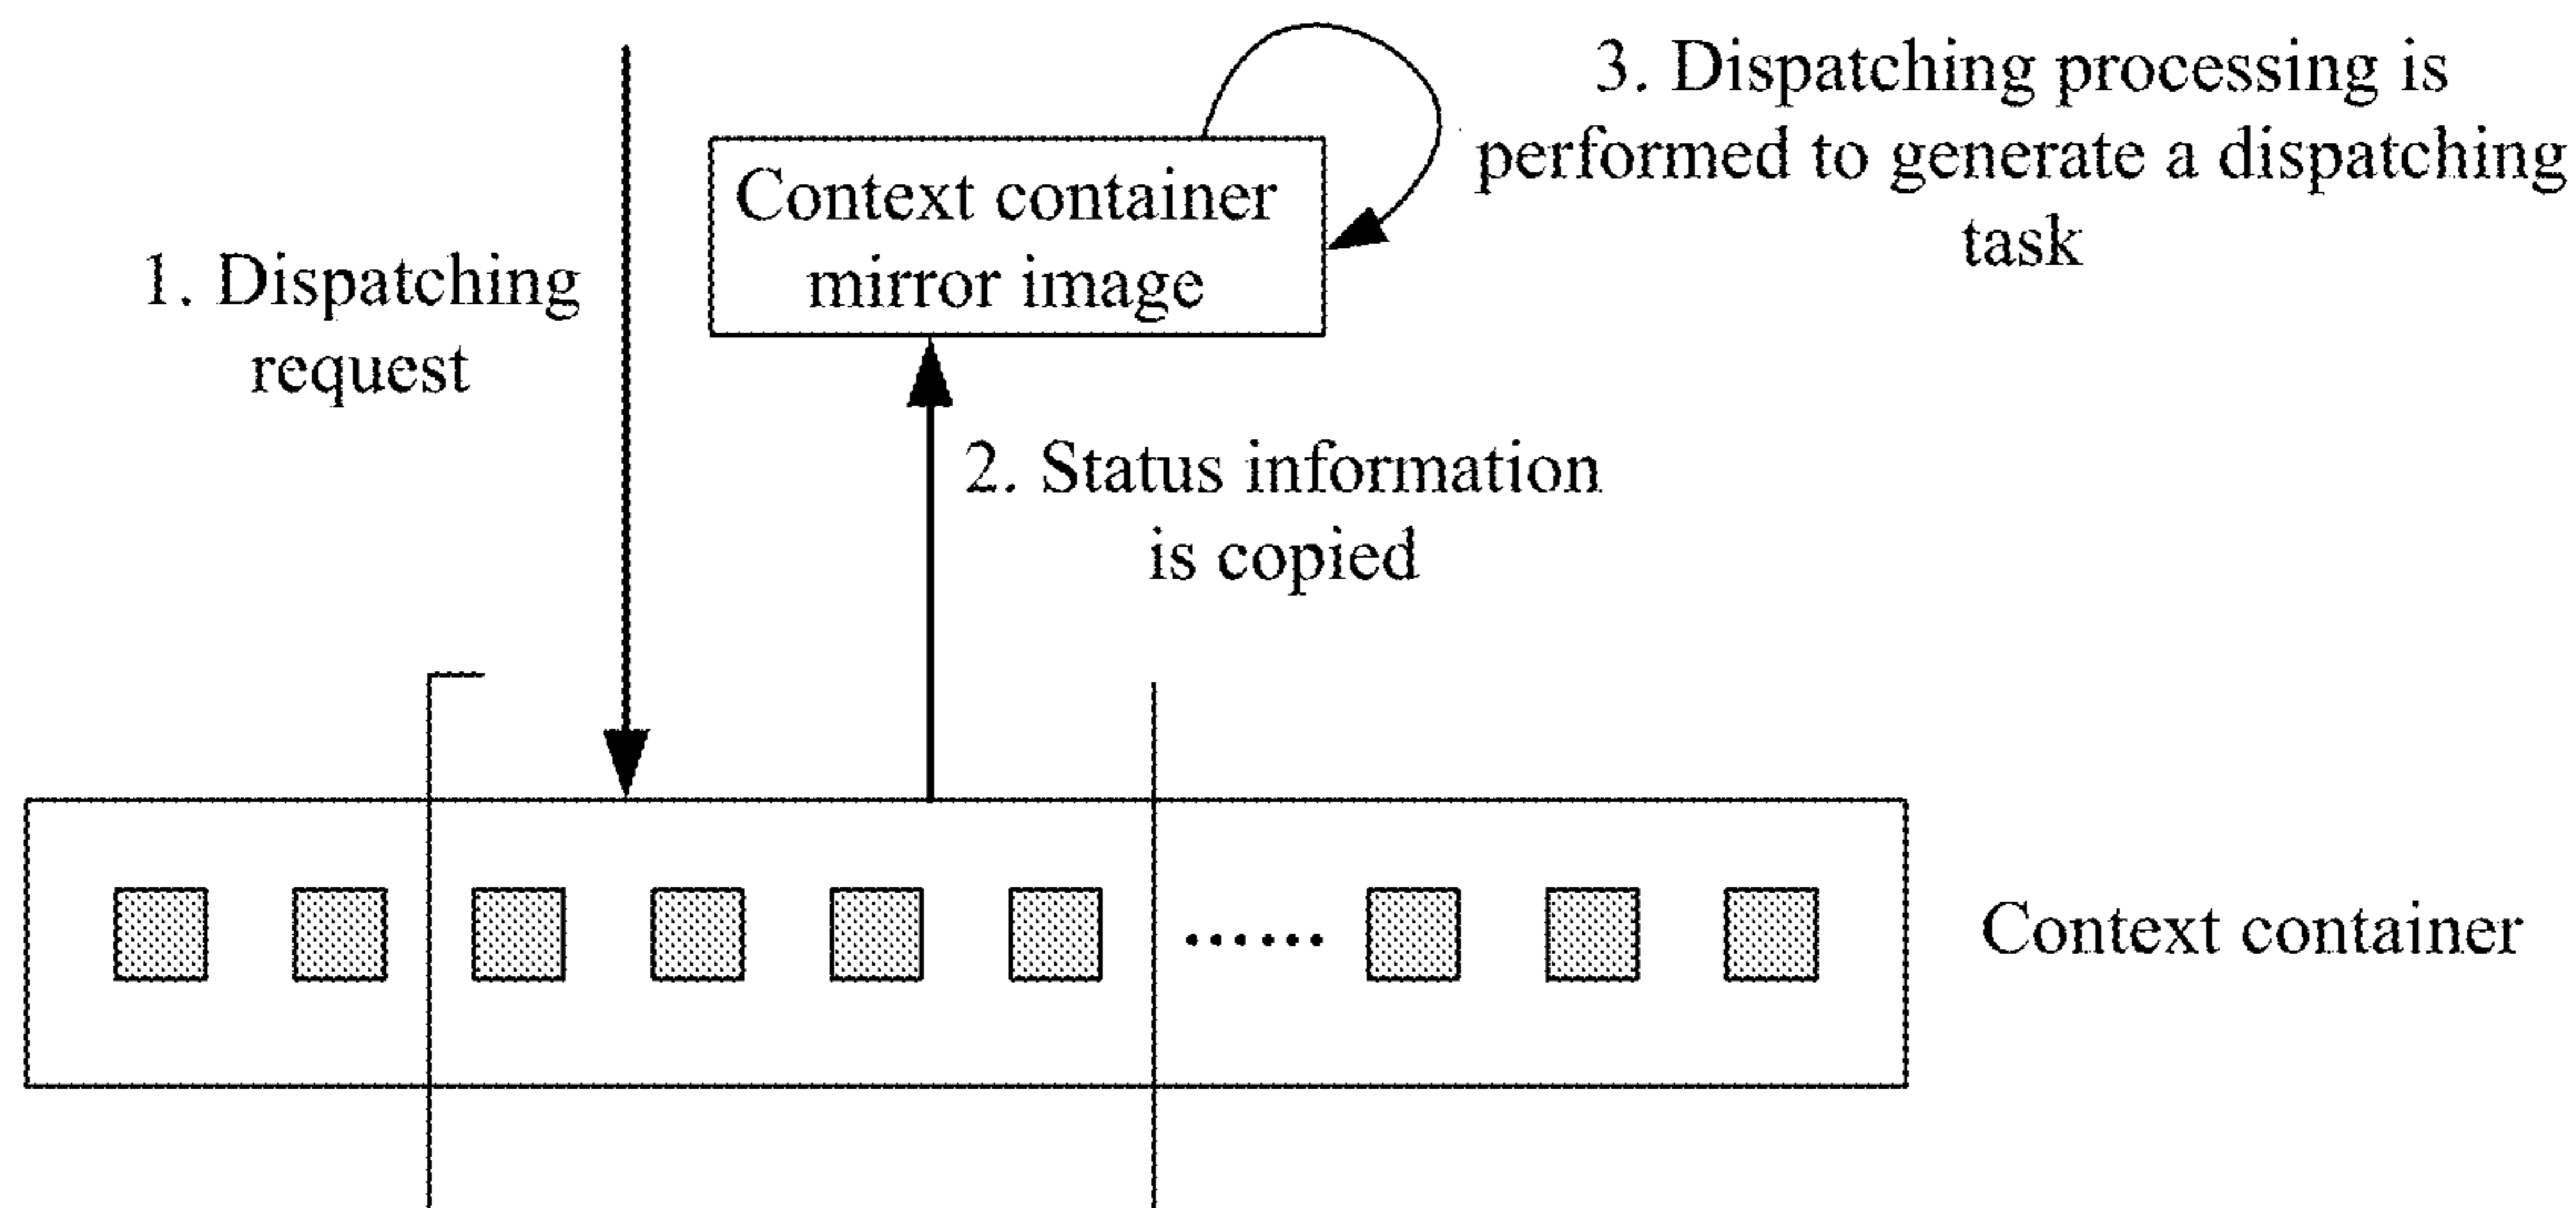 1. Dispatching
request
Context container
mirror image
3. Dispatching processing is
performed to generate a dispatching
task
2. Status information
is copied
......
Context container